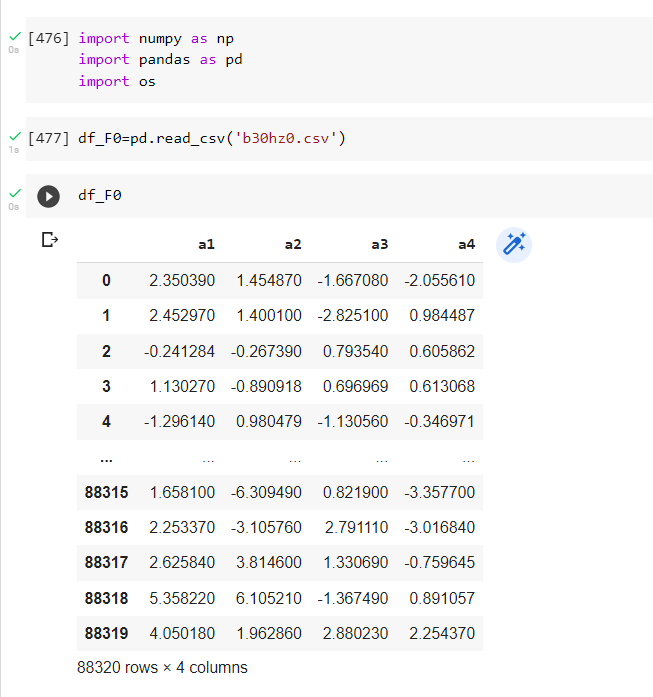 [476] import numpy as np
0s
import pandas as pd
import os
[477] df_F0=pd.read_csv('b30hz0.csv')
1s
df_F0
0s
a1 a2 a3 a4
0 2.350390 1.454870 -1.667080 -2.055610
1 2.452970 1.400100 -2.825100 0.984487
2 -0.241284 -0.267390 0.793540 0.605862
3 1.130270 -0.890918 0.696969 0.613068
4 -1.296140 0.980479 -1.130560 -0.346971
... ... ... ... ...
88315 1.658100 -6.309490 0.821900 -3.357700
88316 2.253370 -3.105760 2.791110 -3.016840
88317 2.625840 3.814600 1.330690 -0.759645
88318 5.358220 6.105210 -1.367490 0.891057
88319 4.050180 1.962860 2.880230 2.254370
88320 rows × 4 columns